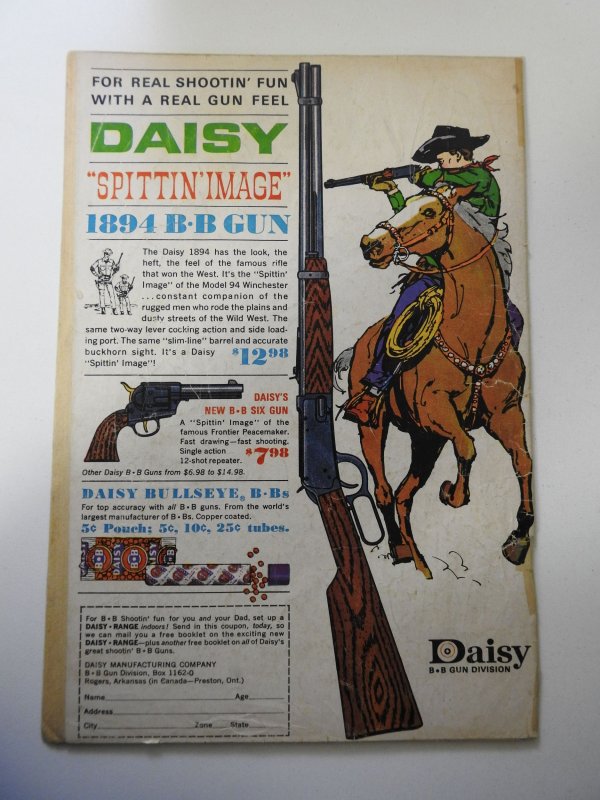 FOR REAL SHOOTIN' FUN
WITH A REAL GUN FEEL
DAISY
"SPITTIN' IMAGE"
1894 B•B GUN
The Daisy 1894 has the look, the
heft, the feel of the famous rifle
that won the West. It's the "Spittin'
Image" of the Model 94 Winchester
...constant companion of the
rugged men who rode the plains and
dusty streets of the Wild West. The
same two-way lever cocking action and side load-
ing port. The same "slim-line" barrel and accurate
buckhorn sight. It's a Daisy
"Spittin' Image"!
$1298
DAISY'S
NEW B•B SIX GUN
A "Spittin' Image" of the
famous Frontier Peacemaker.
Fast drawing—fast shooting.
Single action
12-shot repeater.
$798
Other Daisy B•B Guns from $6.98 to $14.98.
DAISY BULLSEYE® B•Bs
For top accuracy with all B•B guns. From the world's
largest manufacturer of B•Bs. Copper coated.
5¢ Pouch; 5¢, 10¢, 25¢ tubes.
DAISY
For B•B Shootin' fun for you and your Dad, set up a
DAISY•RANGE indoors! Send in this coupon, today, so
we can mail you a free booklet on the exciting new
DAISY•RANGE—plus another free booklet on all of Daisy's
great shootin' B•B Guns.
DAISY MANUFACTURING COMPANY
B•B Gun Division, Box 1162-O
Rogers, Arkansas (in Canada—Preston, Ont.)
Name Age
Address
City Zone State
Daisy
B•B GUN DIVISION